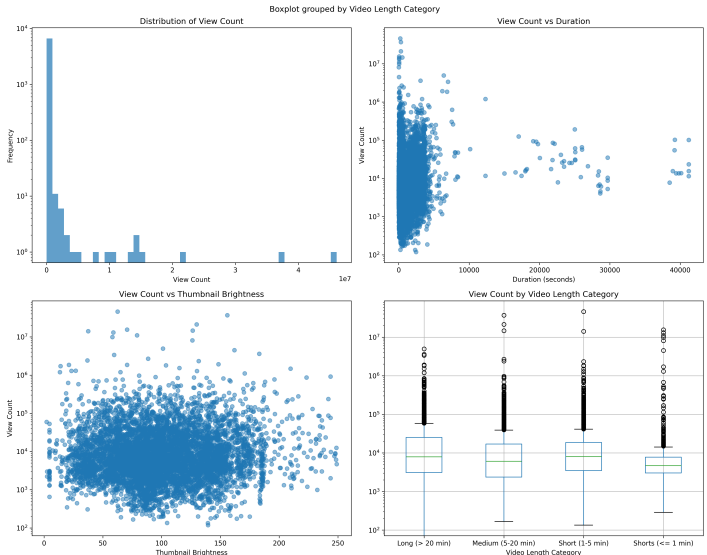 Boxplot grouped by Video Length Category
Distribution of View Count
10^4
10^3
10^2
10^1
10^0
Frequency
0
1
2
3
4
1e7
View Count
View Count vs Duration
10^7
10^6
10^5
10^4
10^3
10^2
View Count
0
10000
20000
30000
40000
Duration (seconds)
View Count vs Thumbnail Brightness
10^7
10^6
10^5
10^4
10^3
10^2
View Count
0
50
100
150
200
250
Thumbnail Brightness
View Count by Video Length Category
10^7
10^6
10^5
10^4
10^3
10^2
Long (> 20 min)
Medium (5-20 min)
Short (1-5 min)
Shorts (<= 1 min)
Video Length Category